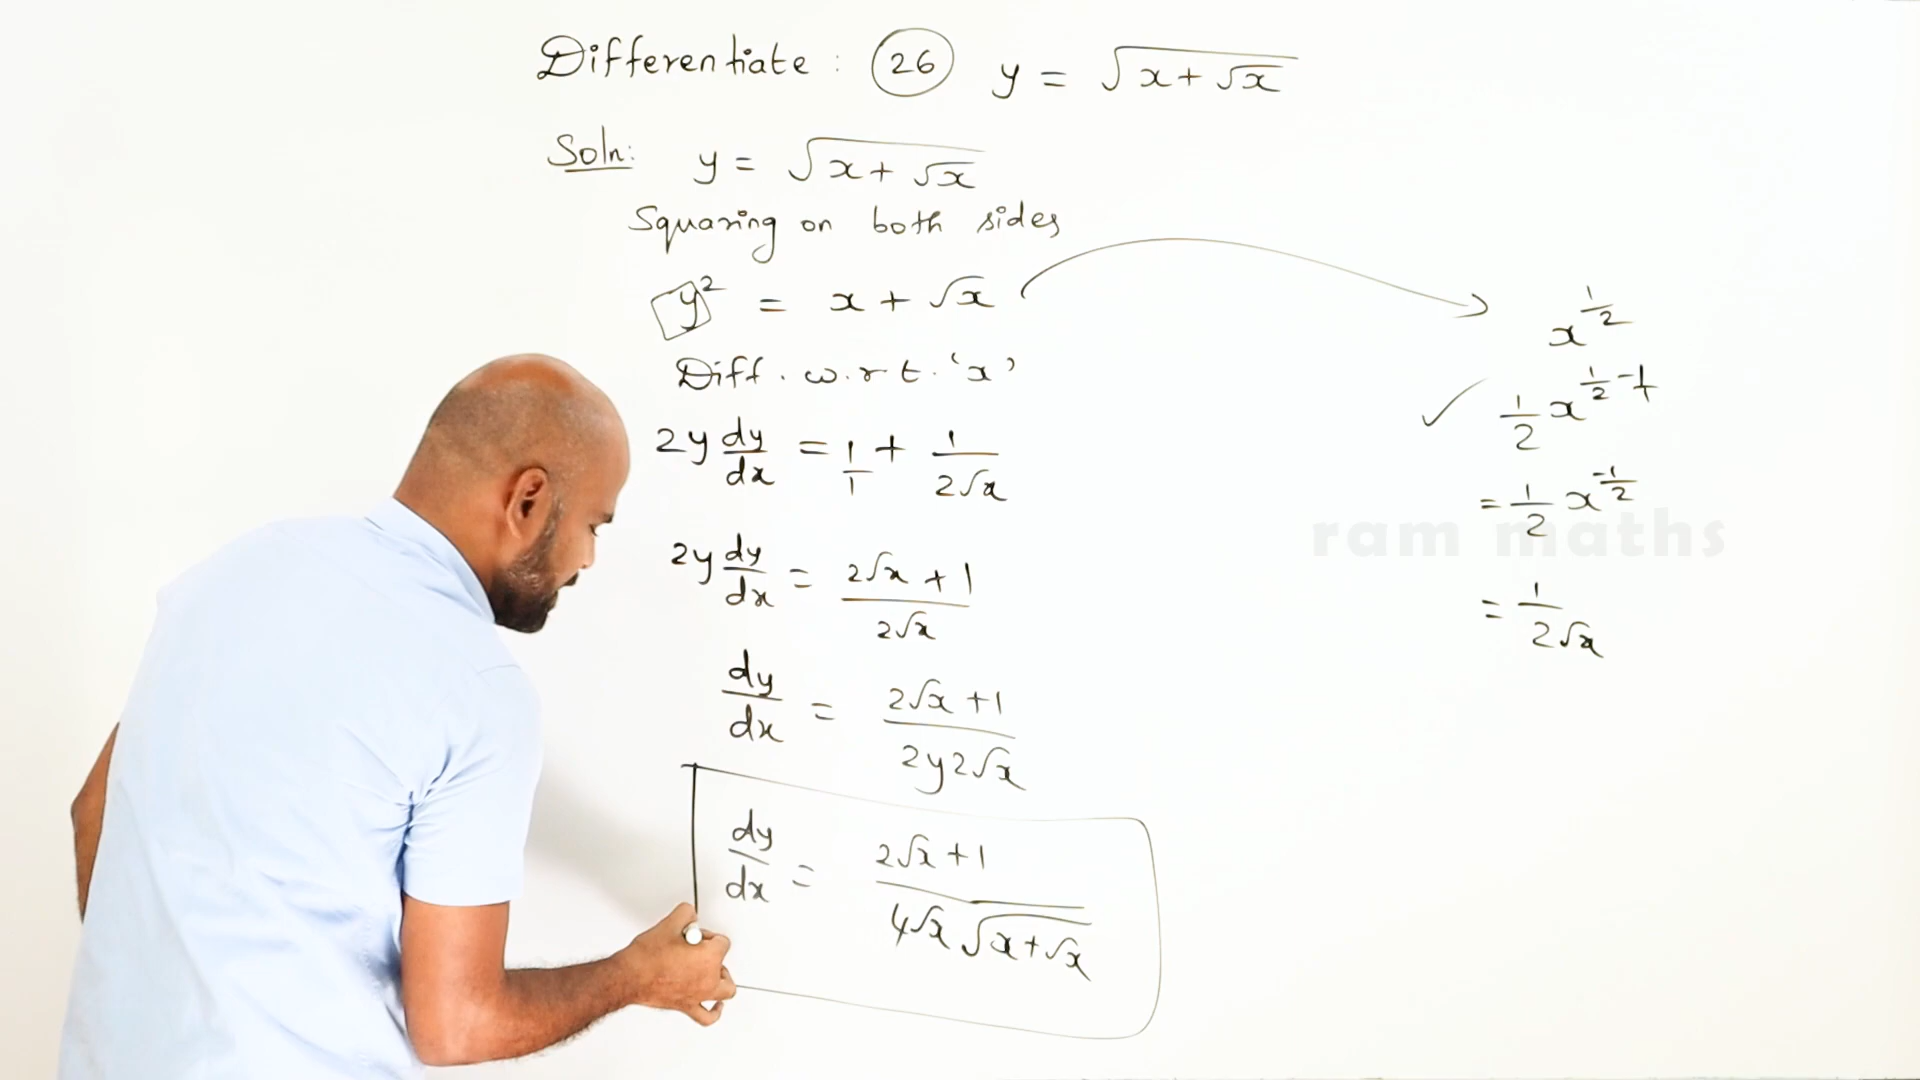 Differentiate : 26 y = √(x + √x)
Soln: y = √(x + √x)
Squaring on both sides
y² = x + √x
Diff. w.r.t. 'x'
2y dy/dx = 1/1 + 1/(2√x)
2y dy/dx = (2√x + 1)/(2√x)
dy/dx = (2√x + 1)/(2y2√x)
dy/dx = (2√x + 1)/(4√x √(x + √x))
x^(1/2)
✓ 1/2 x^(1/2 - 1)
= 1/2 x^(-1/2)
= 1/(2√x)
ram maths